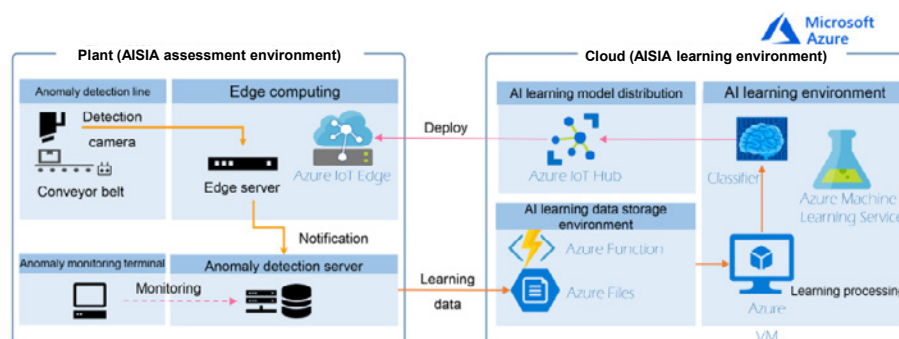 Microsoft
Azure
Plant (AISIA assessment environment)
Cloud (AISIA learning environment)
Anomaly detection line
Edge computing
Detection
camera
Conveyor belt
Edge server
Azure IoT Edge
Notification
Anomaly monitoring terminal
Anomaly detection server
Monitoring
Deploy
Learning
data
AI learning model distribution
Azure IoT Hub
AI learning data storage
environment
Azure Function
Azure Files
AI learning environment
Classifier
Azure Machine
Learning Service
Learning processing
Azure
VM